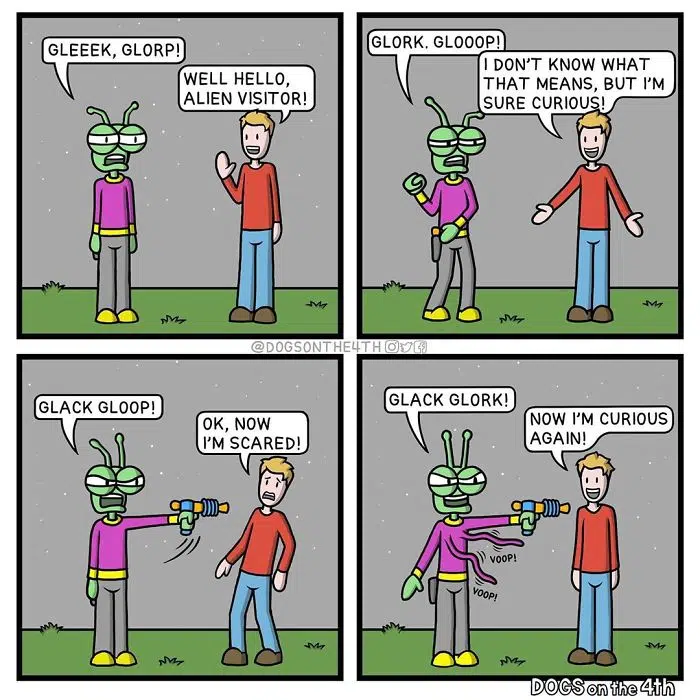 GLEEEK, GLORP!
WELL HELLO,
ALIEN VISITOR!
GLORK. GLOOOP!
I DON'T KNOW WHAT
THAT MEANS, BUT I'M
SURE CURIOUS!
@DOGSONTHE4TH
GLACK GLOOP!
OK, NOW
I'M SCARED!
GLACK GLORK!
NOW I'M CURIOUS
AGAIN!
VOOP!
VOOP!
DOGS on the 4th